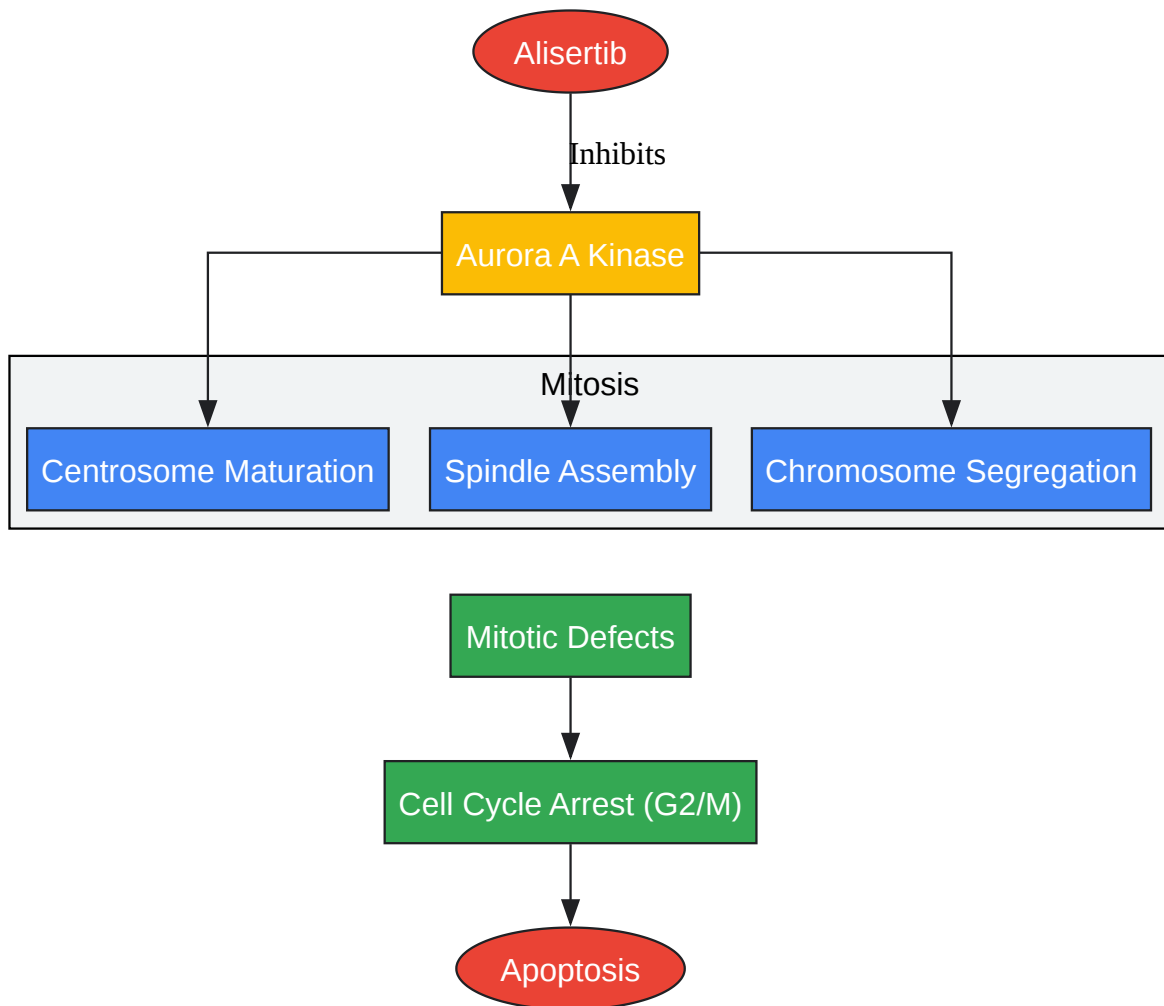 Alisertib
Inhibits
Aurora A Kinase
Mitosis
Centrosome Maturation
Spindle Assembly
Chromosome Segregation
Mitotic Defects
Cell Cycle Arrest (G2/M)
Apoptosis